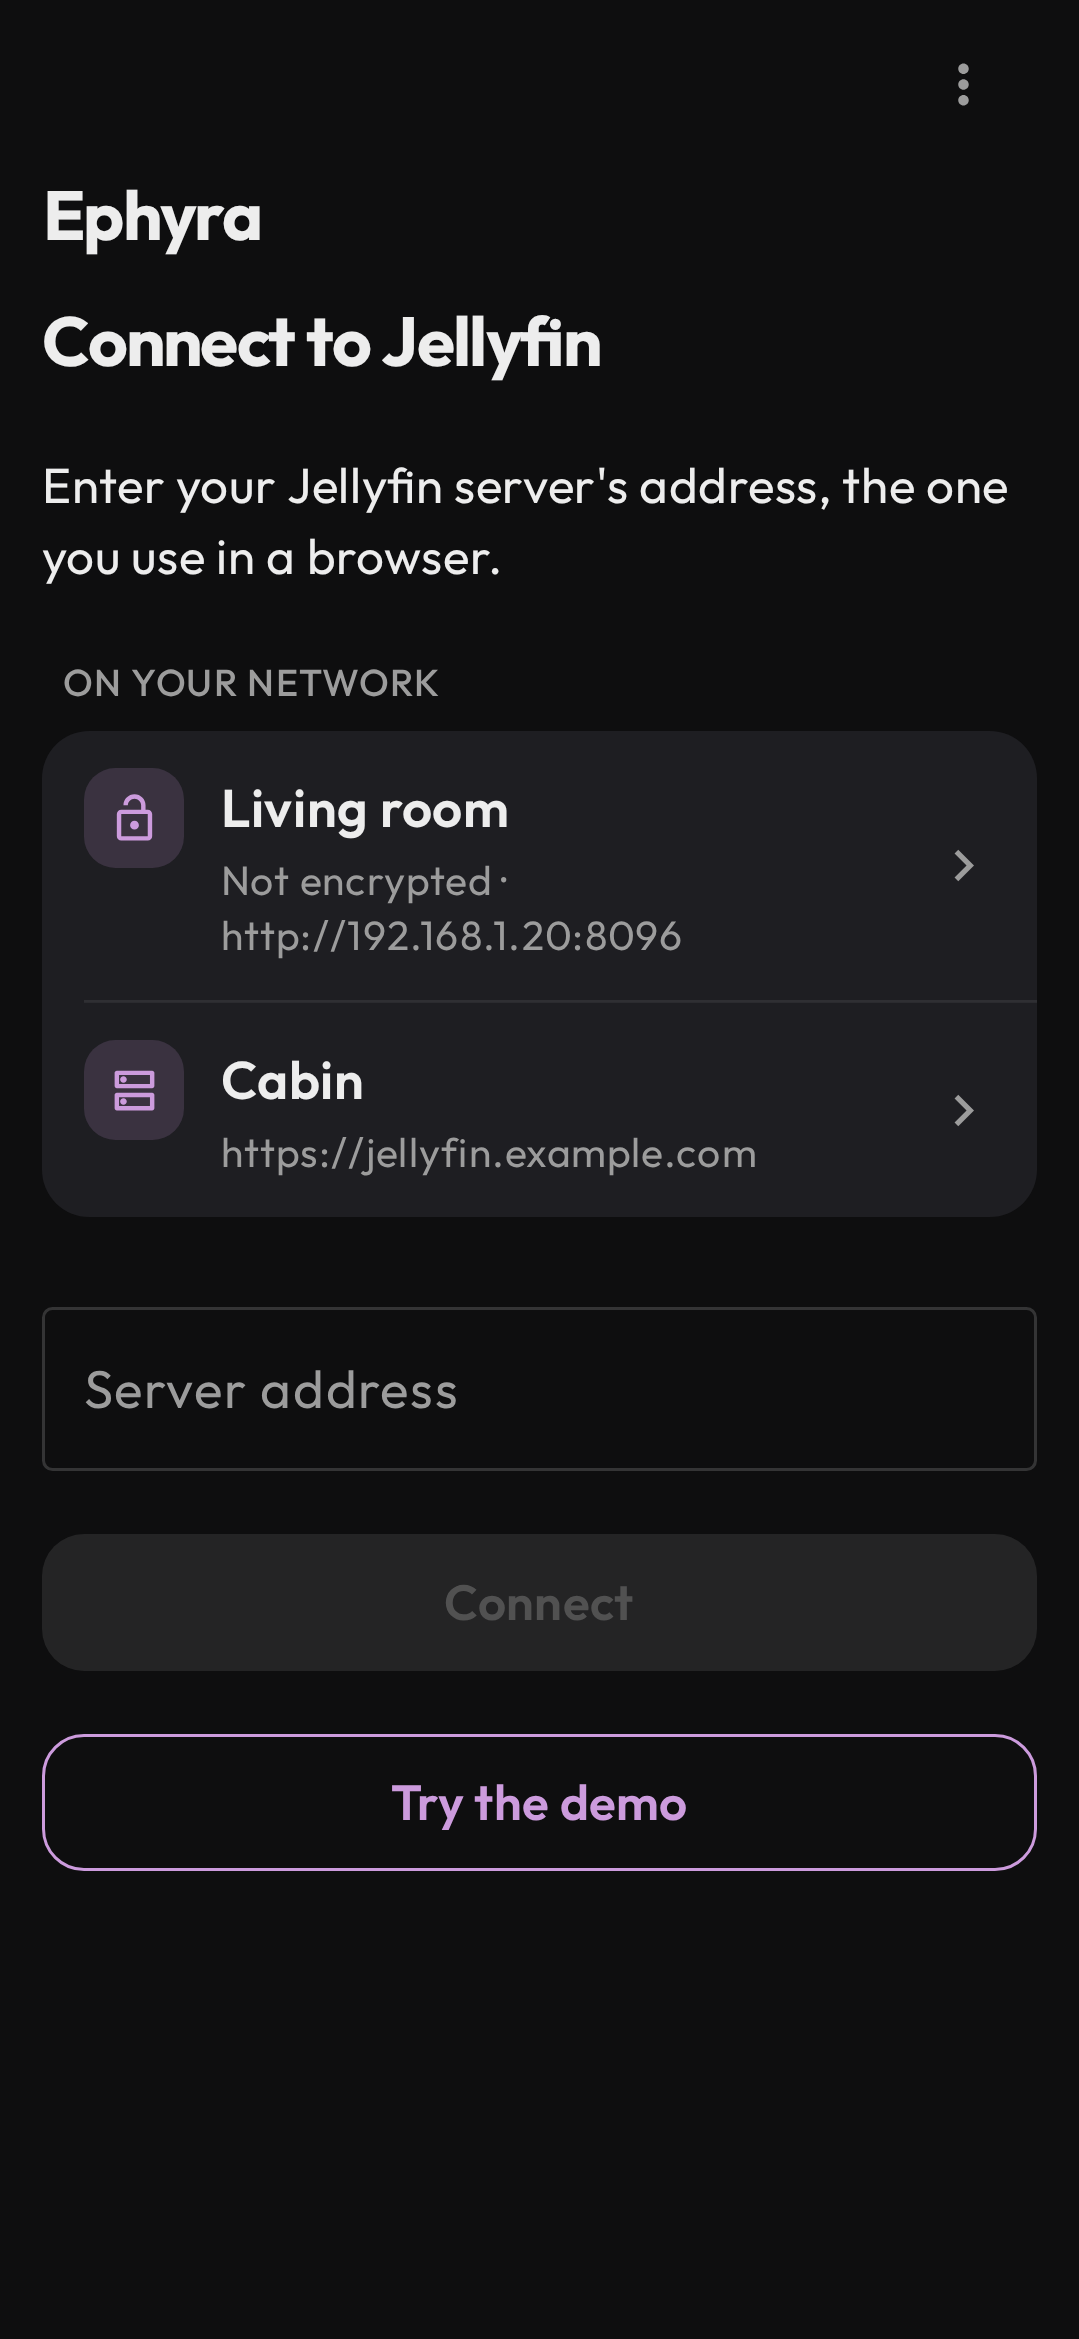 Ephyra
Connect to Jellyfin
Enter your Jellyfin server's address, the one
you use in a browser.
ON YOUR NETWORK
Living room
Not encrypted ·
http://192.168.1.20:8096
Cabin
https://jellyfin.example.com
Server address
Connect
Try the demo